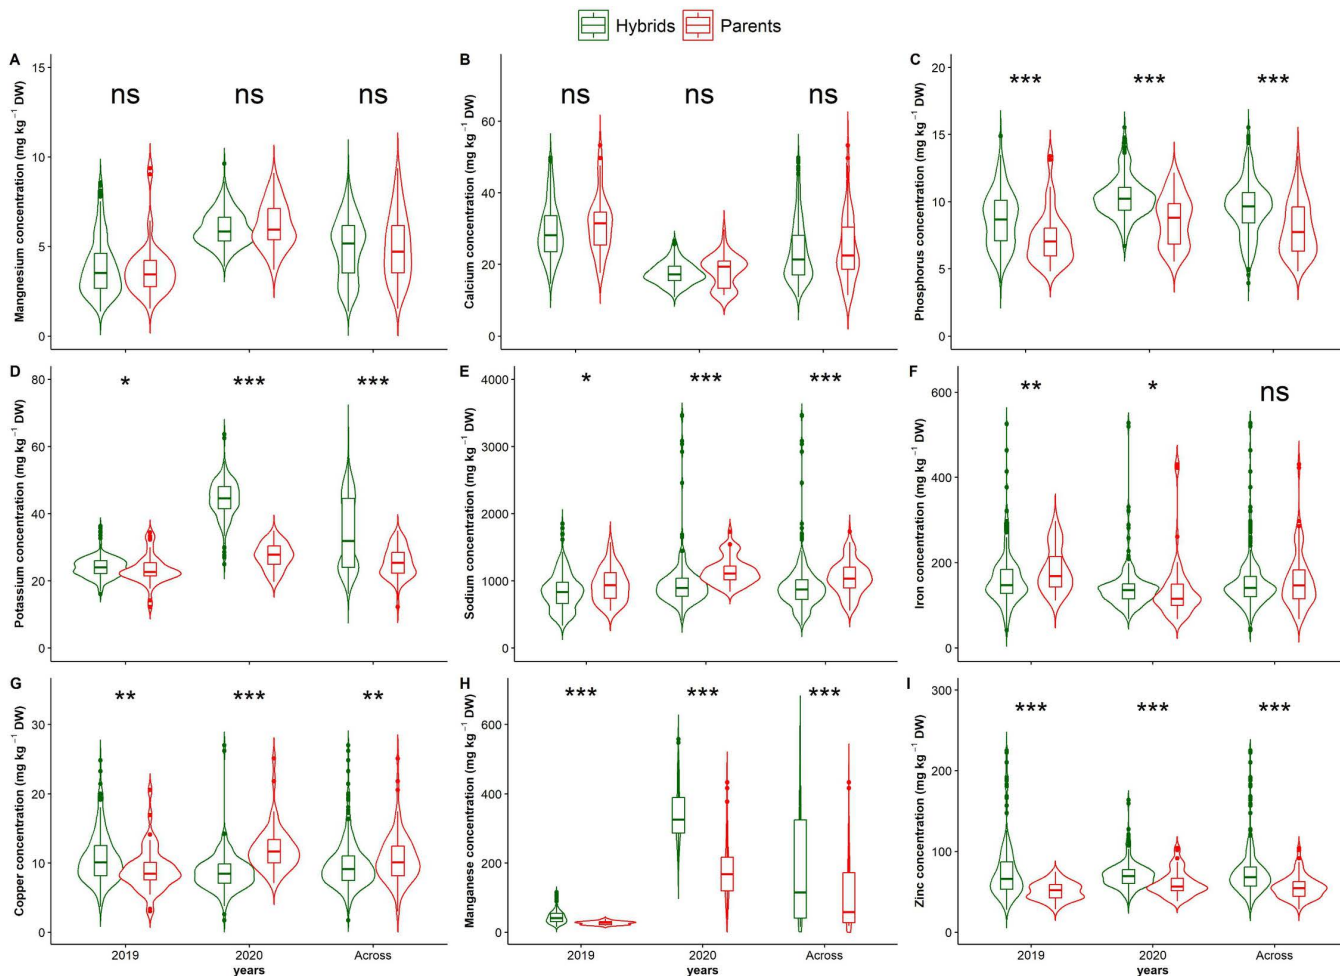 Hybrids Parents
A
Mangnesium concentration (mg kg⁻¹ DW)
15
10
5
0
ns ns ns
B
Calcium concentration (mg kg⁻¹ DW)
60
40
20
0
ns ns ns
C
Phosphorus concentration (mg kg⁻¹ DW)
20
15
10
5
0
*** *** ***
D
Potassium concentration (mg kg⁻¹ DW)
80
60
40
20
0
* *** ***
E
Sodium concentration (mg kg⁻¹ DW)
4000
3000
2000
1000
0
* *** ***
F
Iron concentration (mg kg⁻¹ DW)
600
400
200
0
** * ns
G
Copper concentration (mg kg⁻¹ DW)
30
20
10
0
** *** **
2019 2020 Across
years
H
Manganese concentration (mg kg⁻¹ DW)
600
400
200
0
*** *** ***
2019 2020 Across
years
I
Zinc concentration (mg kg⁻¹ DW)
300
200
100
0
*** *** ***
2019 2020 Across
years